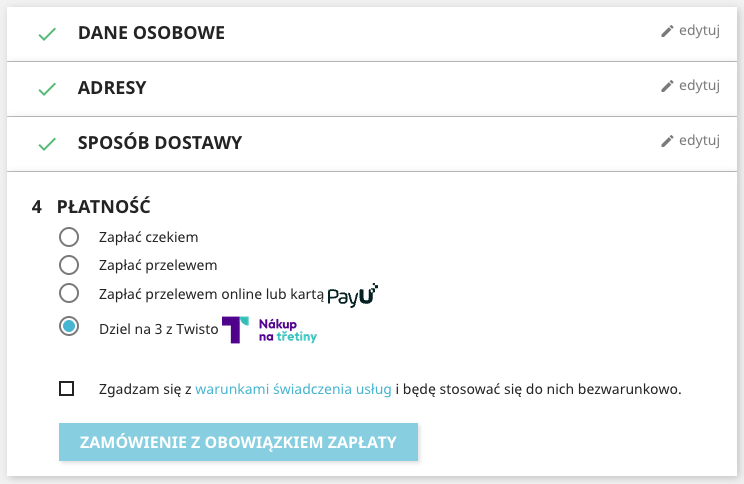 DANE OSOBOWE edytuj
ADRESY edytuj
SPOSÓB DOSTAWY edytuj
4 PŁATNOŚĆ
Zapłać czekiem
Zapłać przelewem
Zapłać przelewem online lub kartą PayU
Dziel na 3 z Twisto T Nákup
na třetiny
Zgadzam się z warunkami świadczenia usług i będę stosować się do nich bezwarunkowo.
ZAMÓWIENIE Z OBOWIĄZKIEM ZAPŁATY